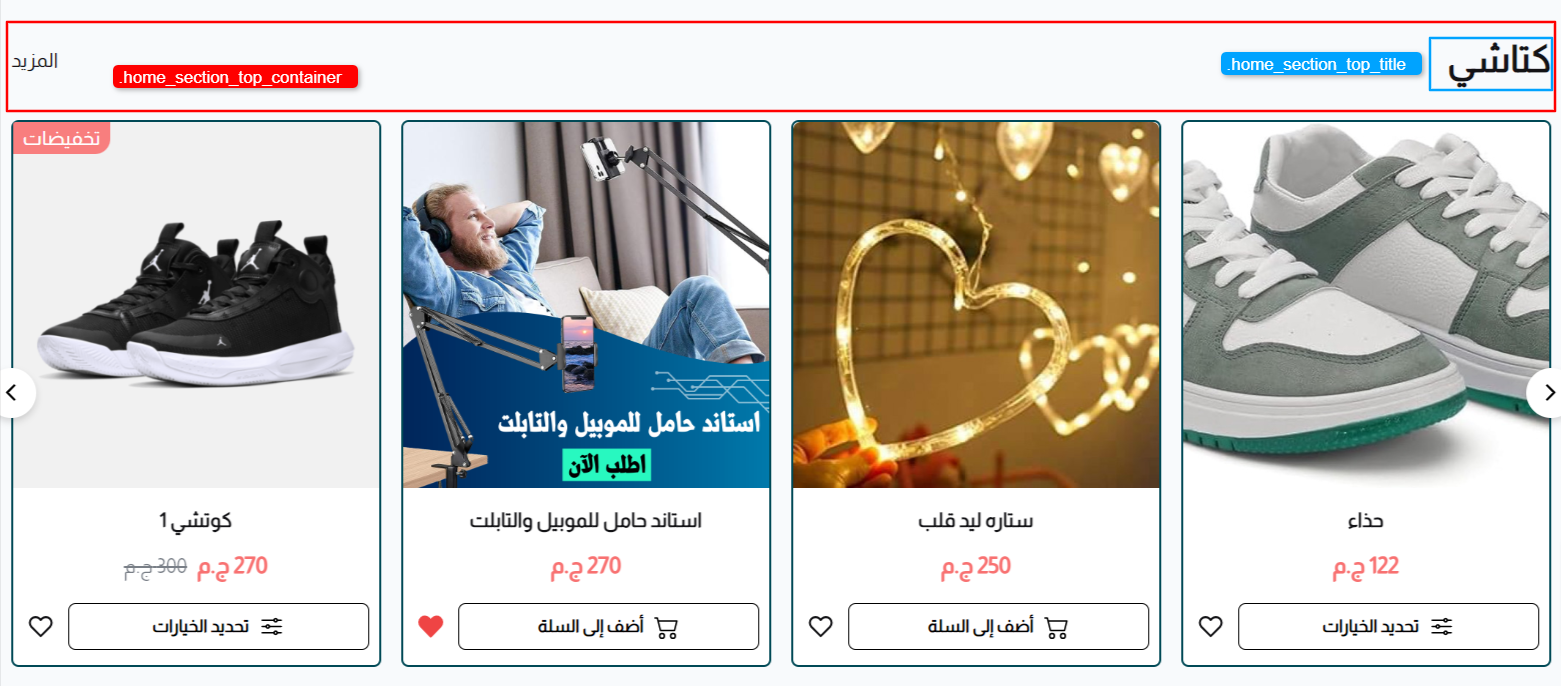 كتاشي
.home_section_top_title
.home_section_top_container
المزيد
استاند حامل للموبيل والتابلت
اطلب الآن
تخفيضات
حذاء
122 ج.م
تحديد الخيارات
ستاره ليد قلب
250 ج.م
أضف إلى السلة
استاند حامل للموبيل والتابلت
270 ج.م
أضف إلى السلة
كوتشي 1
270 ج.م 300 ج.م
تحديد الخيارات